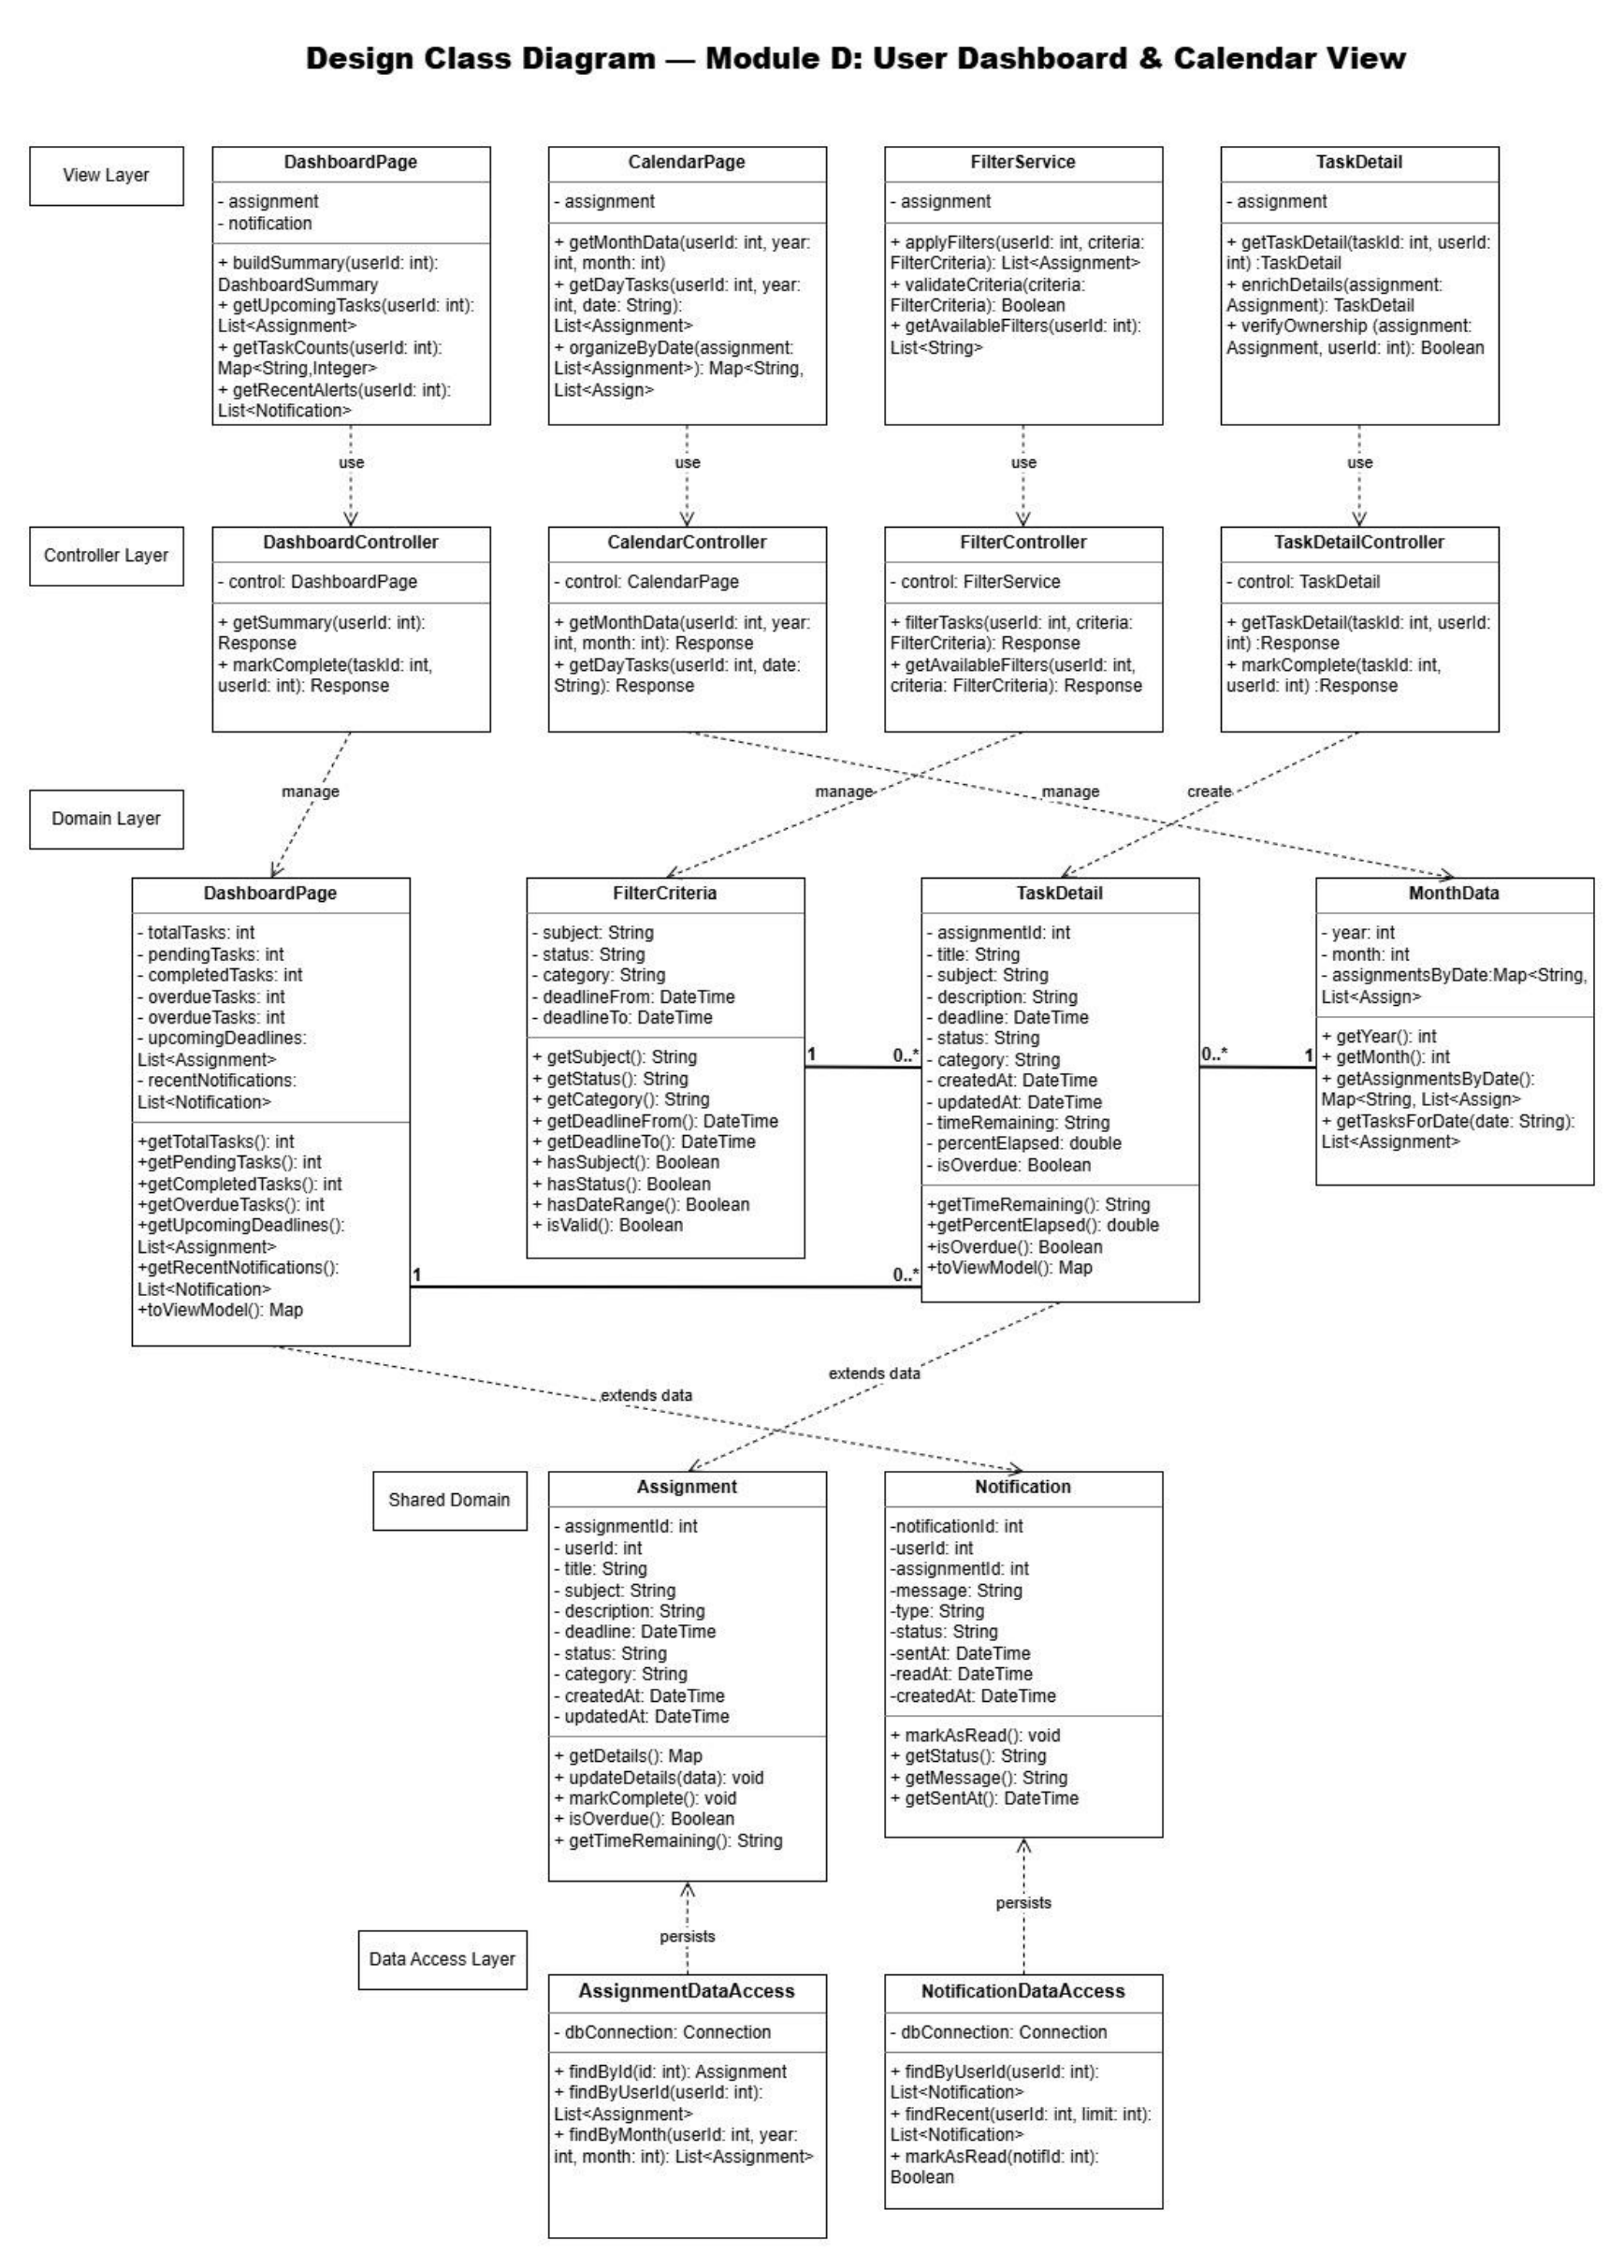 Design Class Diagram — Module D: User Dashboard & Calendar View
View Layer
DashboardPage
- assignment
- notification
+ buildSummary(userId: int):
DashboardSummary
+ getUpcomingTasks(userId: int):
List<Assignment>
+ getTaskCounts(userId: int):
Map<String,Integer>
+ getRecentAlerts(userId: int):
List<Notification>
CalendarPage
- assignment
+ getMonthData(userId: int, year:
int, month: int)
+ getDayTasks(userId: int, year:
int, date: String):
List<Assignment>
+ organizeByDate(assignment:
List<Assignment>): Map<String,
List<Assign>
FilterService
- assignment
+ applyFilters(userId: int, criteria:
FilterCriteria): List<Assignment>
+ validateCriteria(criteria:
FilterCriteria): Boolean
+ getAvailableFilters(userId: int):
List<String>
TaskDetail
- assignment
+ getTaskDetail(taskId: int, userId:
int) :TaskDetail
+ enrichDetails(assignment:
Assignment): TaskDetail
+ verifyOwnership (assignment:
Assignment, userId: int): Boolean
use
use
use
use
Controller Layer
DashboardController
- control: DashboardPage
+ getSummary(userId: int):
Response
+ markComplete(taskId: int,
userId: int): Response
CalendarController
- control: CalendarPage
+ getMonthData(userId: int, year:
int, month: int): Response
+ getDayTasks(userId: int, date:
String): Response
FilterController
- control: FilterService
+ filterTasks(userId: int, criteria:
FilterCriteria): Response
+ getAvailableFilters(userId: int,
criteria: FilterCriteria): Response
TaskDetailController
- control: TaskDetail
+ getTaskDetail(taskId: int, userId:
int) :Response
+ markComplete(taskId: int,
userId: int) :Response
manage
manage
manage
create
Domain Layer
DashboardPage
- totalTasks: int
- pendingTasks: int
- completedTasks: int
- overdueTasks: int
- overdueTasks: int
- upcomingDeadlines:
List<Assignment>
- recentNotifications:
List<Notification>
+getTotalTasks(): int
+getPendingTasks(): int
+getCompletedTasks(): int
+getOverdueTasks(): int
+getUpcomingDeadlines():
List<Assignment>
+getRecentNotifications():
List<Notification>
+toViewModel(): Map
FilterCriteria
- subject: String
- status: String
- category: String
- deadlineFrom: DateTime
- deadlineTo: DateTime
+ getSubject(): String
+ getStatus(): String
+ getCategory(): String
+ getDeadlineFrom(): DateTime
+ getDeadlineTo(): DateTime
+ hasSubject(): Boolean
+ hasStatus(): Boolean
+ hasDateRange(): Boolean
+ isValid(): Boolean
1
0..*
TaskDetail
- assignmentId: int
- title: String
- subject: String
- description: String
- deadline: DateTime
- status: String
- category: String
- createdAt: DateTime
- updatedAt: DateTime
- timeRemaining: String
- percentElapsed: double
- isOverdue: Boolean
+getTimeRemaining(): String
+getPercentElapsed(): double
+isOverdue(): Boolean
+toViewModel(): Map
0..*
1
MonthData
- year: int
- month: int
- assignmentsByDate:Map<String,
List<Assign>
+ getYear(): int
+ getMonth(): int
+ getAssignmentsByDate():
Map<String, List<Assign>
+ getTasksForDate(date: String):
List<Assignment>
1
0..*
extends data
extends data
Shared Domain
Assignment
- assignmentId: int
- userId: int
- title: String
- subject: String
- description: String
- deadline: DateTime
- status: String
- category: String
- createdAt: DateTime
- updatedAt: DateTime
+ getDetails(): Map
+ updateDetails(data): void
+ markComplete(): void
+ isOverdue(): Boolean
+ getTimeRemaining(): String
Notification
-notificationId: int
-userId: int
-assignmentId: int
-message: String
-type: String
-status: String
-sentAt: DateTime
-readAt: DateTime
-createdAt: DateTime
+ markAsRead(): void
+ getStatus(): String
+ getMessage(): String
+ getSentAt(): DateTime
persists
persists
Data Access Layer
AssignmentDataAccess
- dbConnection: Connection
+ findById(id: int): Assignment
+ findByUserId(userId: int):
List<Assignment>
+ findByMonth(userId: int, year:
int, month: int): List<Assignment>
NotificationDataAccess
- dbConnection: Connection
+ findByUserId(userId: int):
List<Notification>
+ findRecent(userId: int, limit: int):
List<Notification>
+ markAsRead(notifId: int):
Boolean